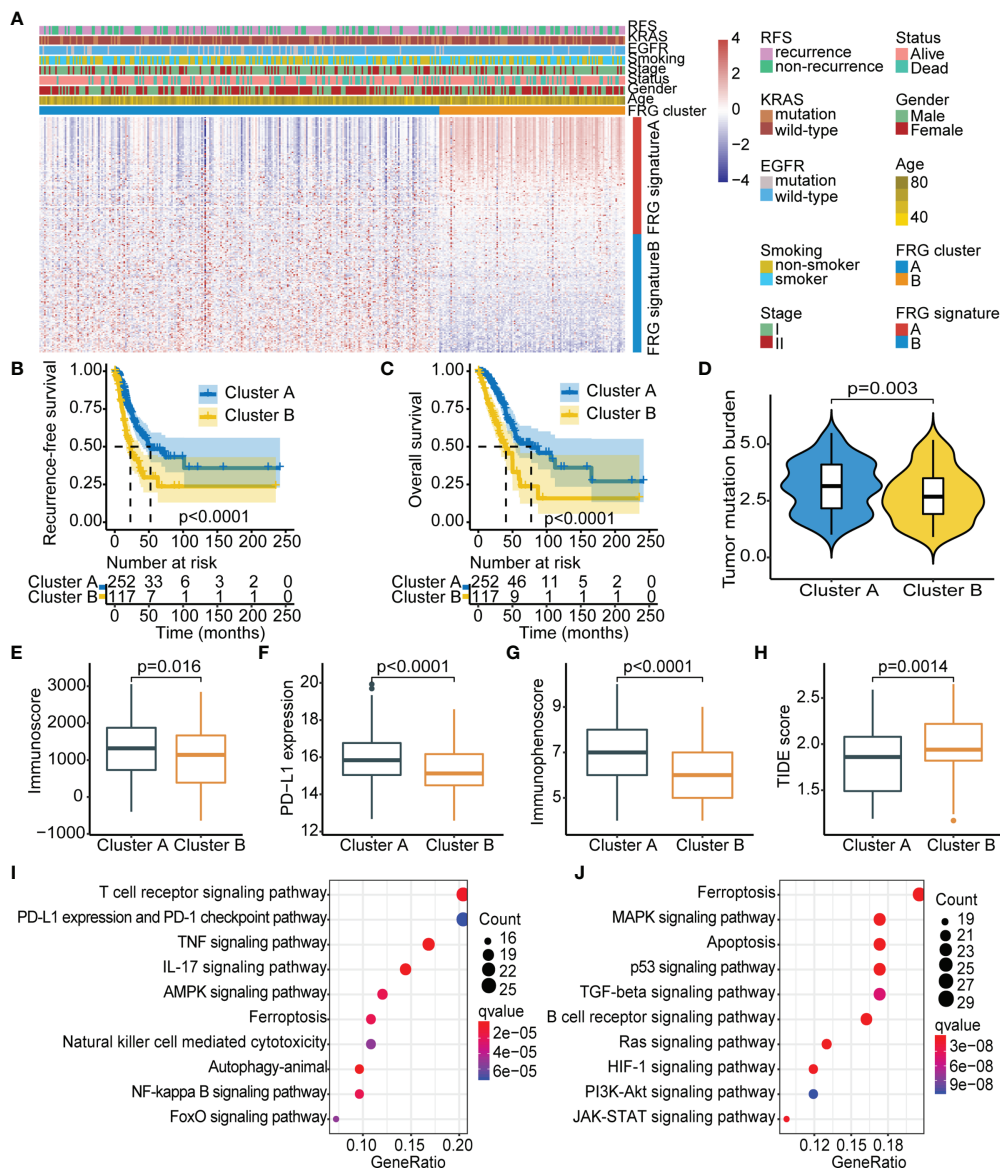 A
RFS
KRAS
EGFR
Smoking
Stage
Status
Gender
Age
FRG cluster
FRG signatureA
FRG signatureB
4
2
0
−2
−4
RFS
recurrence
non-recurrence
KRAS
mutation
wild-type
EGFR
mutation
wild-type
Smoking
non-smoker
smoker
Stage
I
II
Status
Alive
Dead
Gender
Male
Female
Age
80
40
FRG cluster
A
B
FRG signature
A
B
B
Recurrence-free survival
1.00
0.75
0.50
0.25
0.00
Cluster A
Cluster B
p<0.0001
0 50 100 150 200 250
Number at risk
Cluster A 252 33 6 3 2 0
Cluster B 117 7 1 1 1 0
0 50 100 150 200 250
Time (months)
C
Overall survival
1.00
0.75
0.50
0.25
0.00
Cluster A
Cluster B
p<0.0001
0 50 100 150 200 250
Number at risk
Cluster A 252 46 11 5 2 0
Cluster B 117 9 1 1 1 0
0 50 100 150 200 250
Time (months)
D
Tumor mutation burden
p=0.003
5.0
2.5
0.0
Cluster A Cluster B
E
Immunoscore
p=0.016
3000
2000
1000
0
−1000
Cluster A Cluster B
F
PD−L1 expression
p<0.0001
20
18
16
14
12
Cluster A Cluster B
G
Immunophenoscore
p<0.0001
9
7
5
Cluster A Cluster B
H
TIDE score
p=0.0014
2.5
2.0
1.5
Cluster A Cluster B
I
T cell receptor signaling pathway
PD-L1 expression and PD-1 checkpoint pathway
TNF signaling pathway
IL-17 signaling pathway
AMPK signaling pathway
Ferroptosis
Natural killer cell mediated cytotoxicity
Autophagy-animal
NF-kappa B signaling pathway
FoxO signaling pathway
0.10 0.15 0.20
GeneRatio
Count
16
19
22
25
qvalue
2e−05
4e−05
6e−05
J
Ferroptosis
MAPK signaling pathway
Apoptosis
p53 signaling pathway
TGF-beta signaling pathway
B cell receptor signaling pathway
Ras signaling pathway
HIF-1 signaling pathway
PI3K-Akt signaling pathway
JAK-STAT signaling pathway
0.12 0.15 0.18
GeneRatio
Count
19
21
23
25
27
29
qvalue
3e−08
6e−08
9e−08